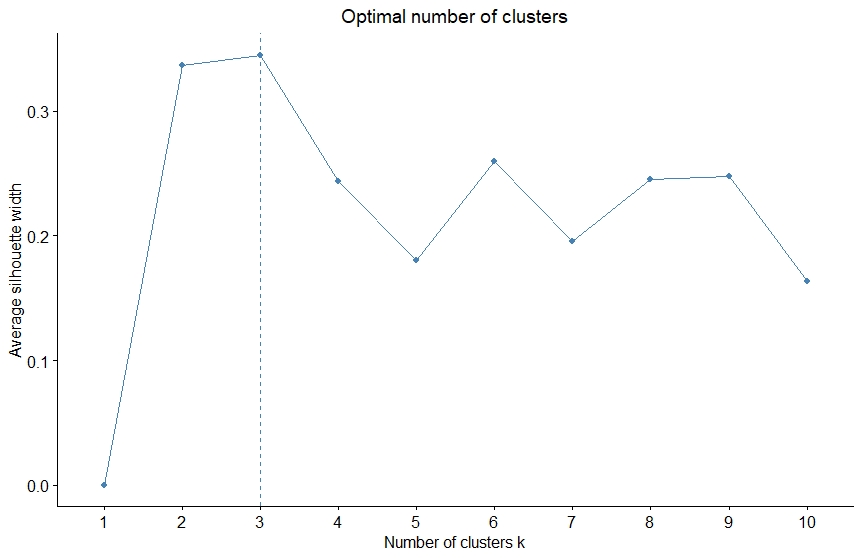 Optimal number of clusters
Average silhouette width
0.3
0.2
0.1
0.0
1 2 3 4 5 6 7 8 9 10
Number of clusters k